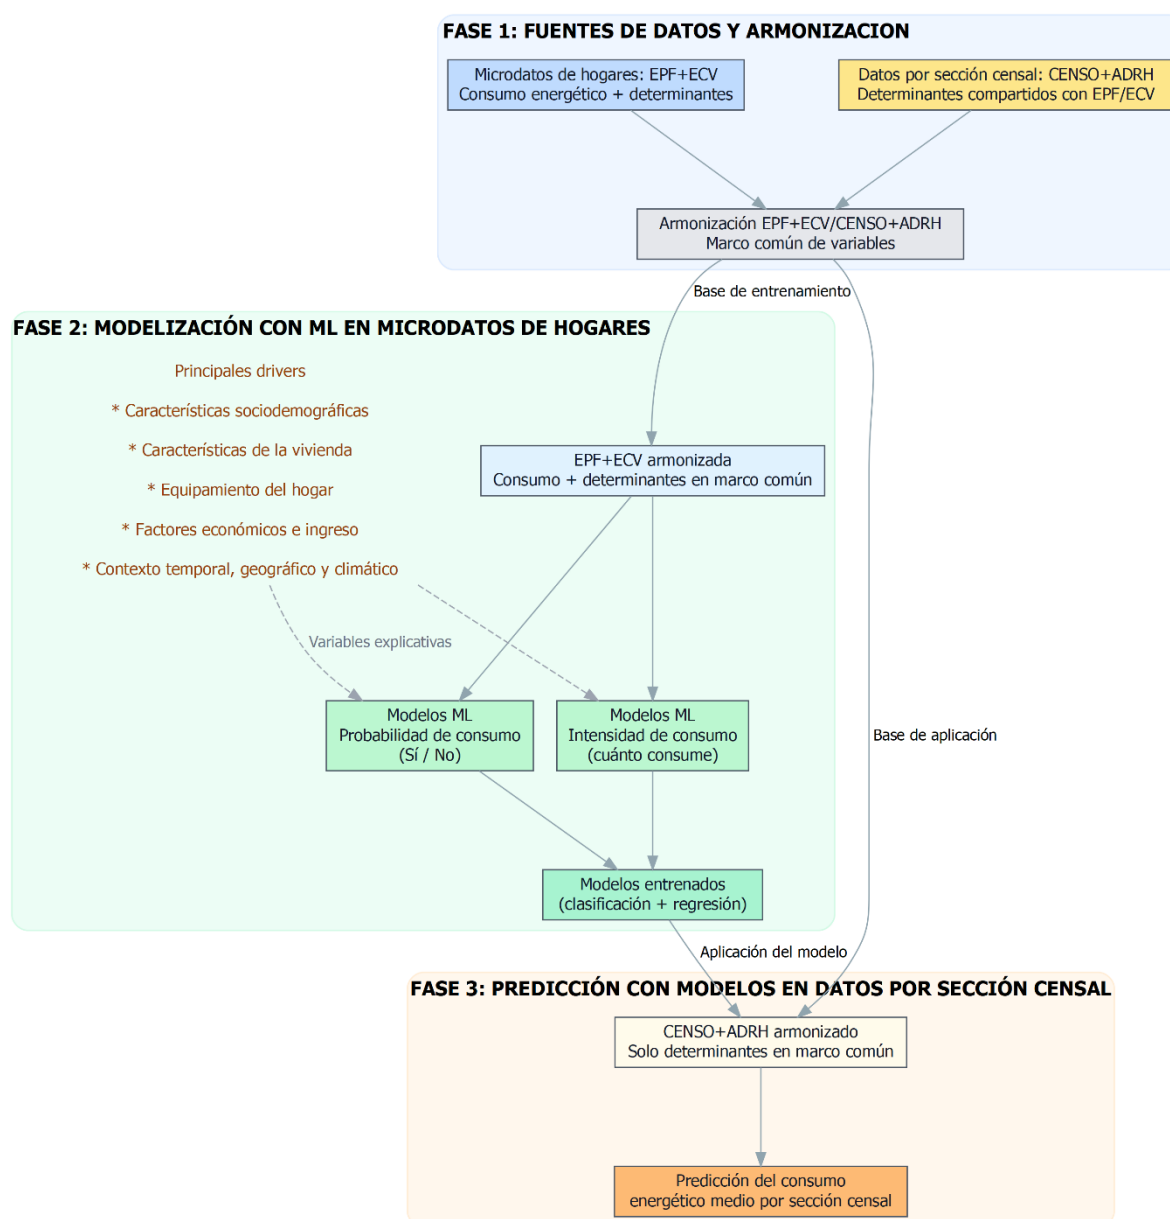 FASE 1: FUENTES DE DATOS Y ARMONIZACION
Microdatos de hogares: EPF+ECV
Consumo energético + determinantes
Datos por sección censal: CENSO+ADRH
Determinantes compartidos con EPF/ECV
Armonización EPF+ECV/CENSO+ADRH
Marco común de variables
Base de entrenamiento
FASE 2: MODELIZACIÓN CON ML EN MICRODATOS DE HOGARES
Principales drivers
* Características sociodemográficas
* Características de la vivienda
* Equipamiento del hogar
* Factores económicos e ingreso
* Contexto temporal, geográfico y climático
EPF+ECV armonizada
Consumo + determinantes en marco común
Variables explicativas
Modelos ML
Probabilidad de consumo
(Sí / No)
Modelos ML
Intensidad de consumo
(cuánto consume)
Base de aplicación
Modelos entrenados
(clasificación + regresión)
Aplicación del modelo
FASE 3: PREDICCIÓN CON MODELOS EN DATOS POR SECCIÓN CENSAL
CENSO+ADRH armonizado
Solo determinantes en marco común
Predicción del consumo
energético medio por sección censal